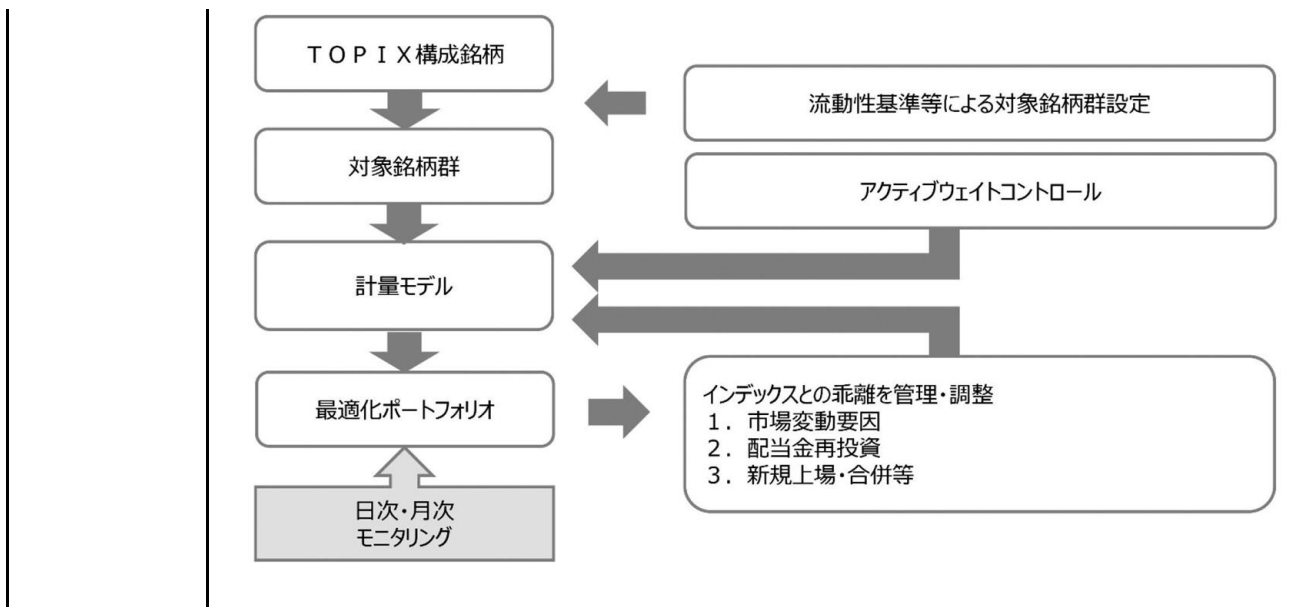 ＴＯＰＩＸ構成銘柄
流動性基準等による対象銘柄群設定
対象銘柄群
アクティブウェイトコントロール
計量モデル
最適化ポートフォリオ
インデックスとの乖離を管理・調整
１．市場変動要因
２．配当金再投資
３．新規上場・合併等
日次・月次
モニタリング